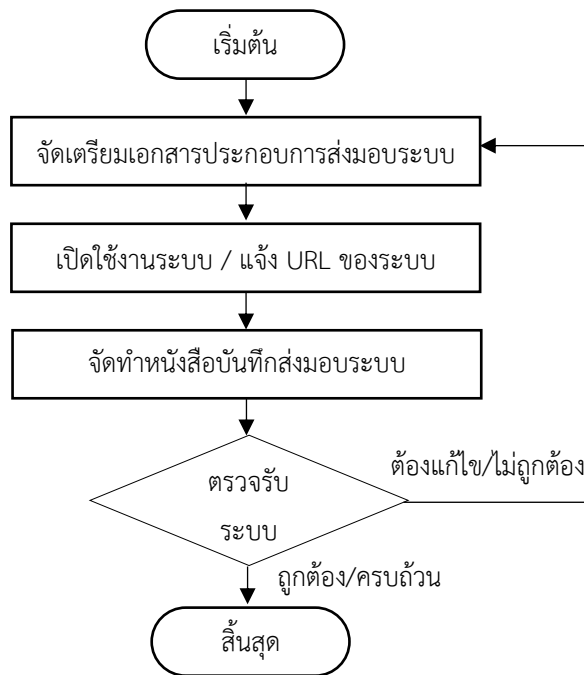 เริ่มต้น
จัดเตรียมเอกสารประกอบการส่งมอบระบบ
เปิดใช้งานระบบ / แจ้ง URL ของระบบ
จัดทำหนังสือบันทึกส่งมอบระบบ
ตรวจรับ
ระบบ
ต้องแก้ไข/ไม่ถูกต้อง
ถูกต้อง/ครบถ้วน
สิ้นสุด